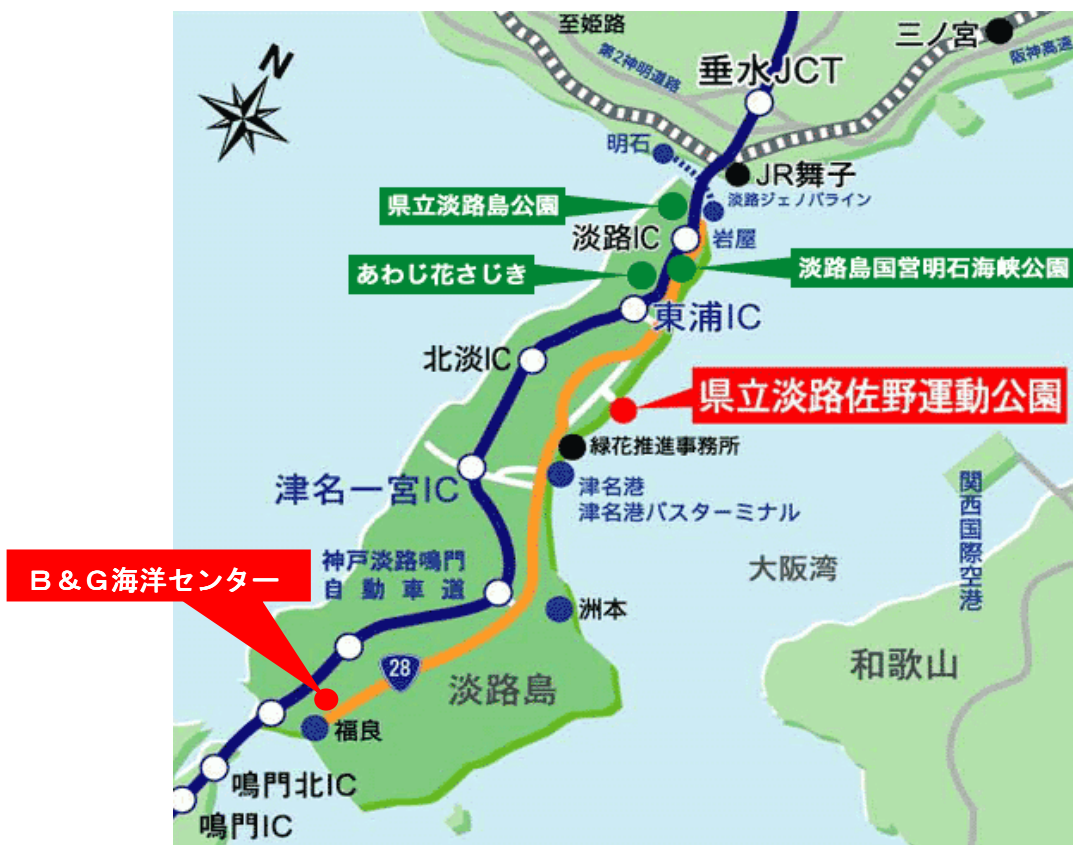 至姫路
三ノ宮
第2神明道路
阪神高速
垂水JCT
N
明石
JR舞子
淡路ジェノバライン
県立淡路島公園
淡路IC
岩屋
あわじ花さじき
淡路島国営明石海峡公園
東浦IC
北淡IC
県立淡路佐野運動公園
緑花推進事務所
津名一宮IC
津名港
津名港バスターミナル
関西国際空港
神戸淡路鳴門
自動車道
大阪湾
B&G海洋センター
洲本
28
淡路島
和歌山
福良
鳴門北IC
鳴門IC